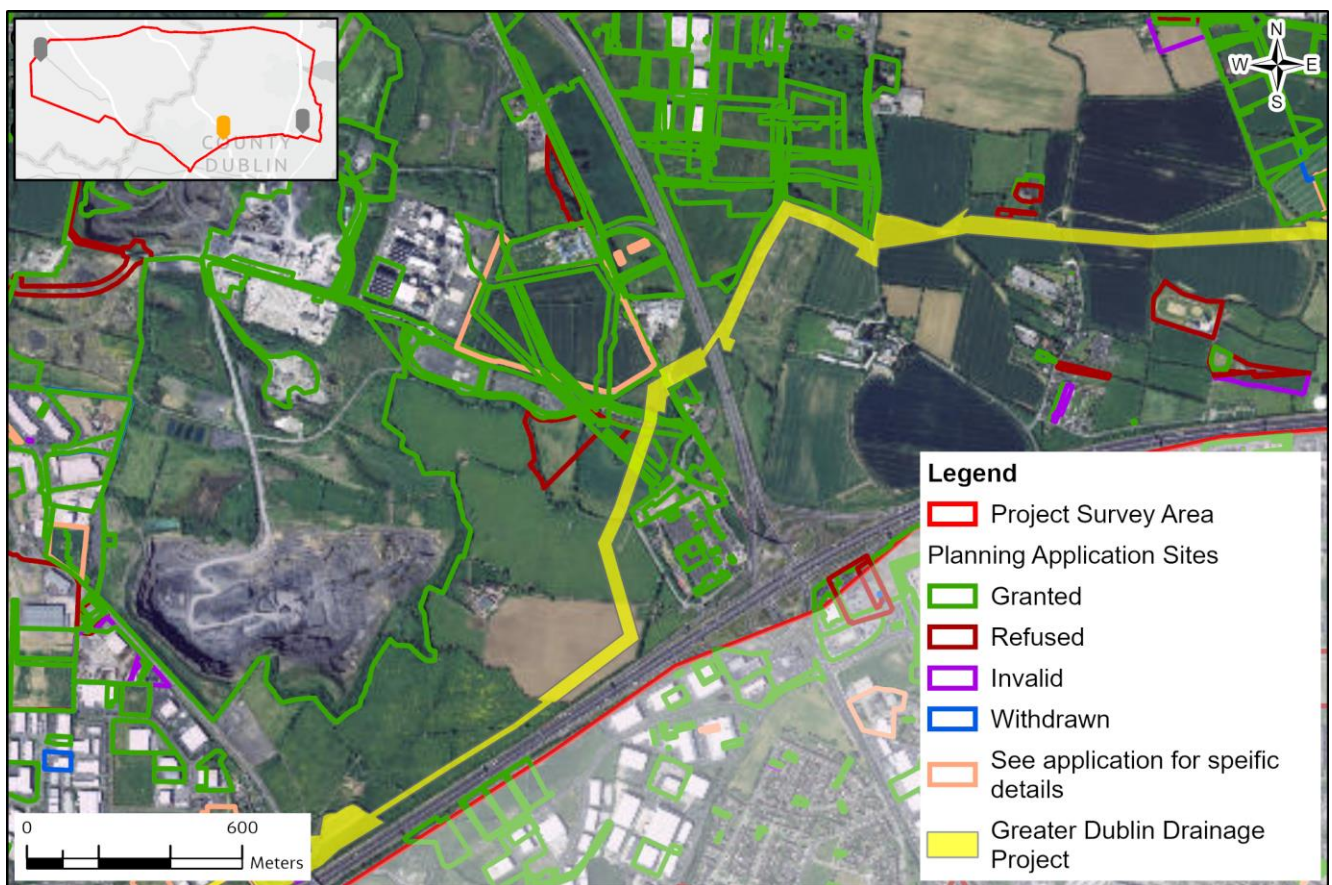 COUNTY
DUBLIN
N
W E
S
Legend
Project Survey Area
Planning Application Sites
Granted
Refused
Invalid
Withdrawn
See application for speific
details
Greater Dublin Drainage
Project
0 600
Meters